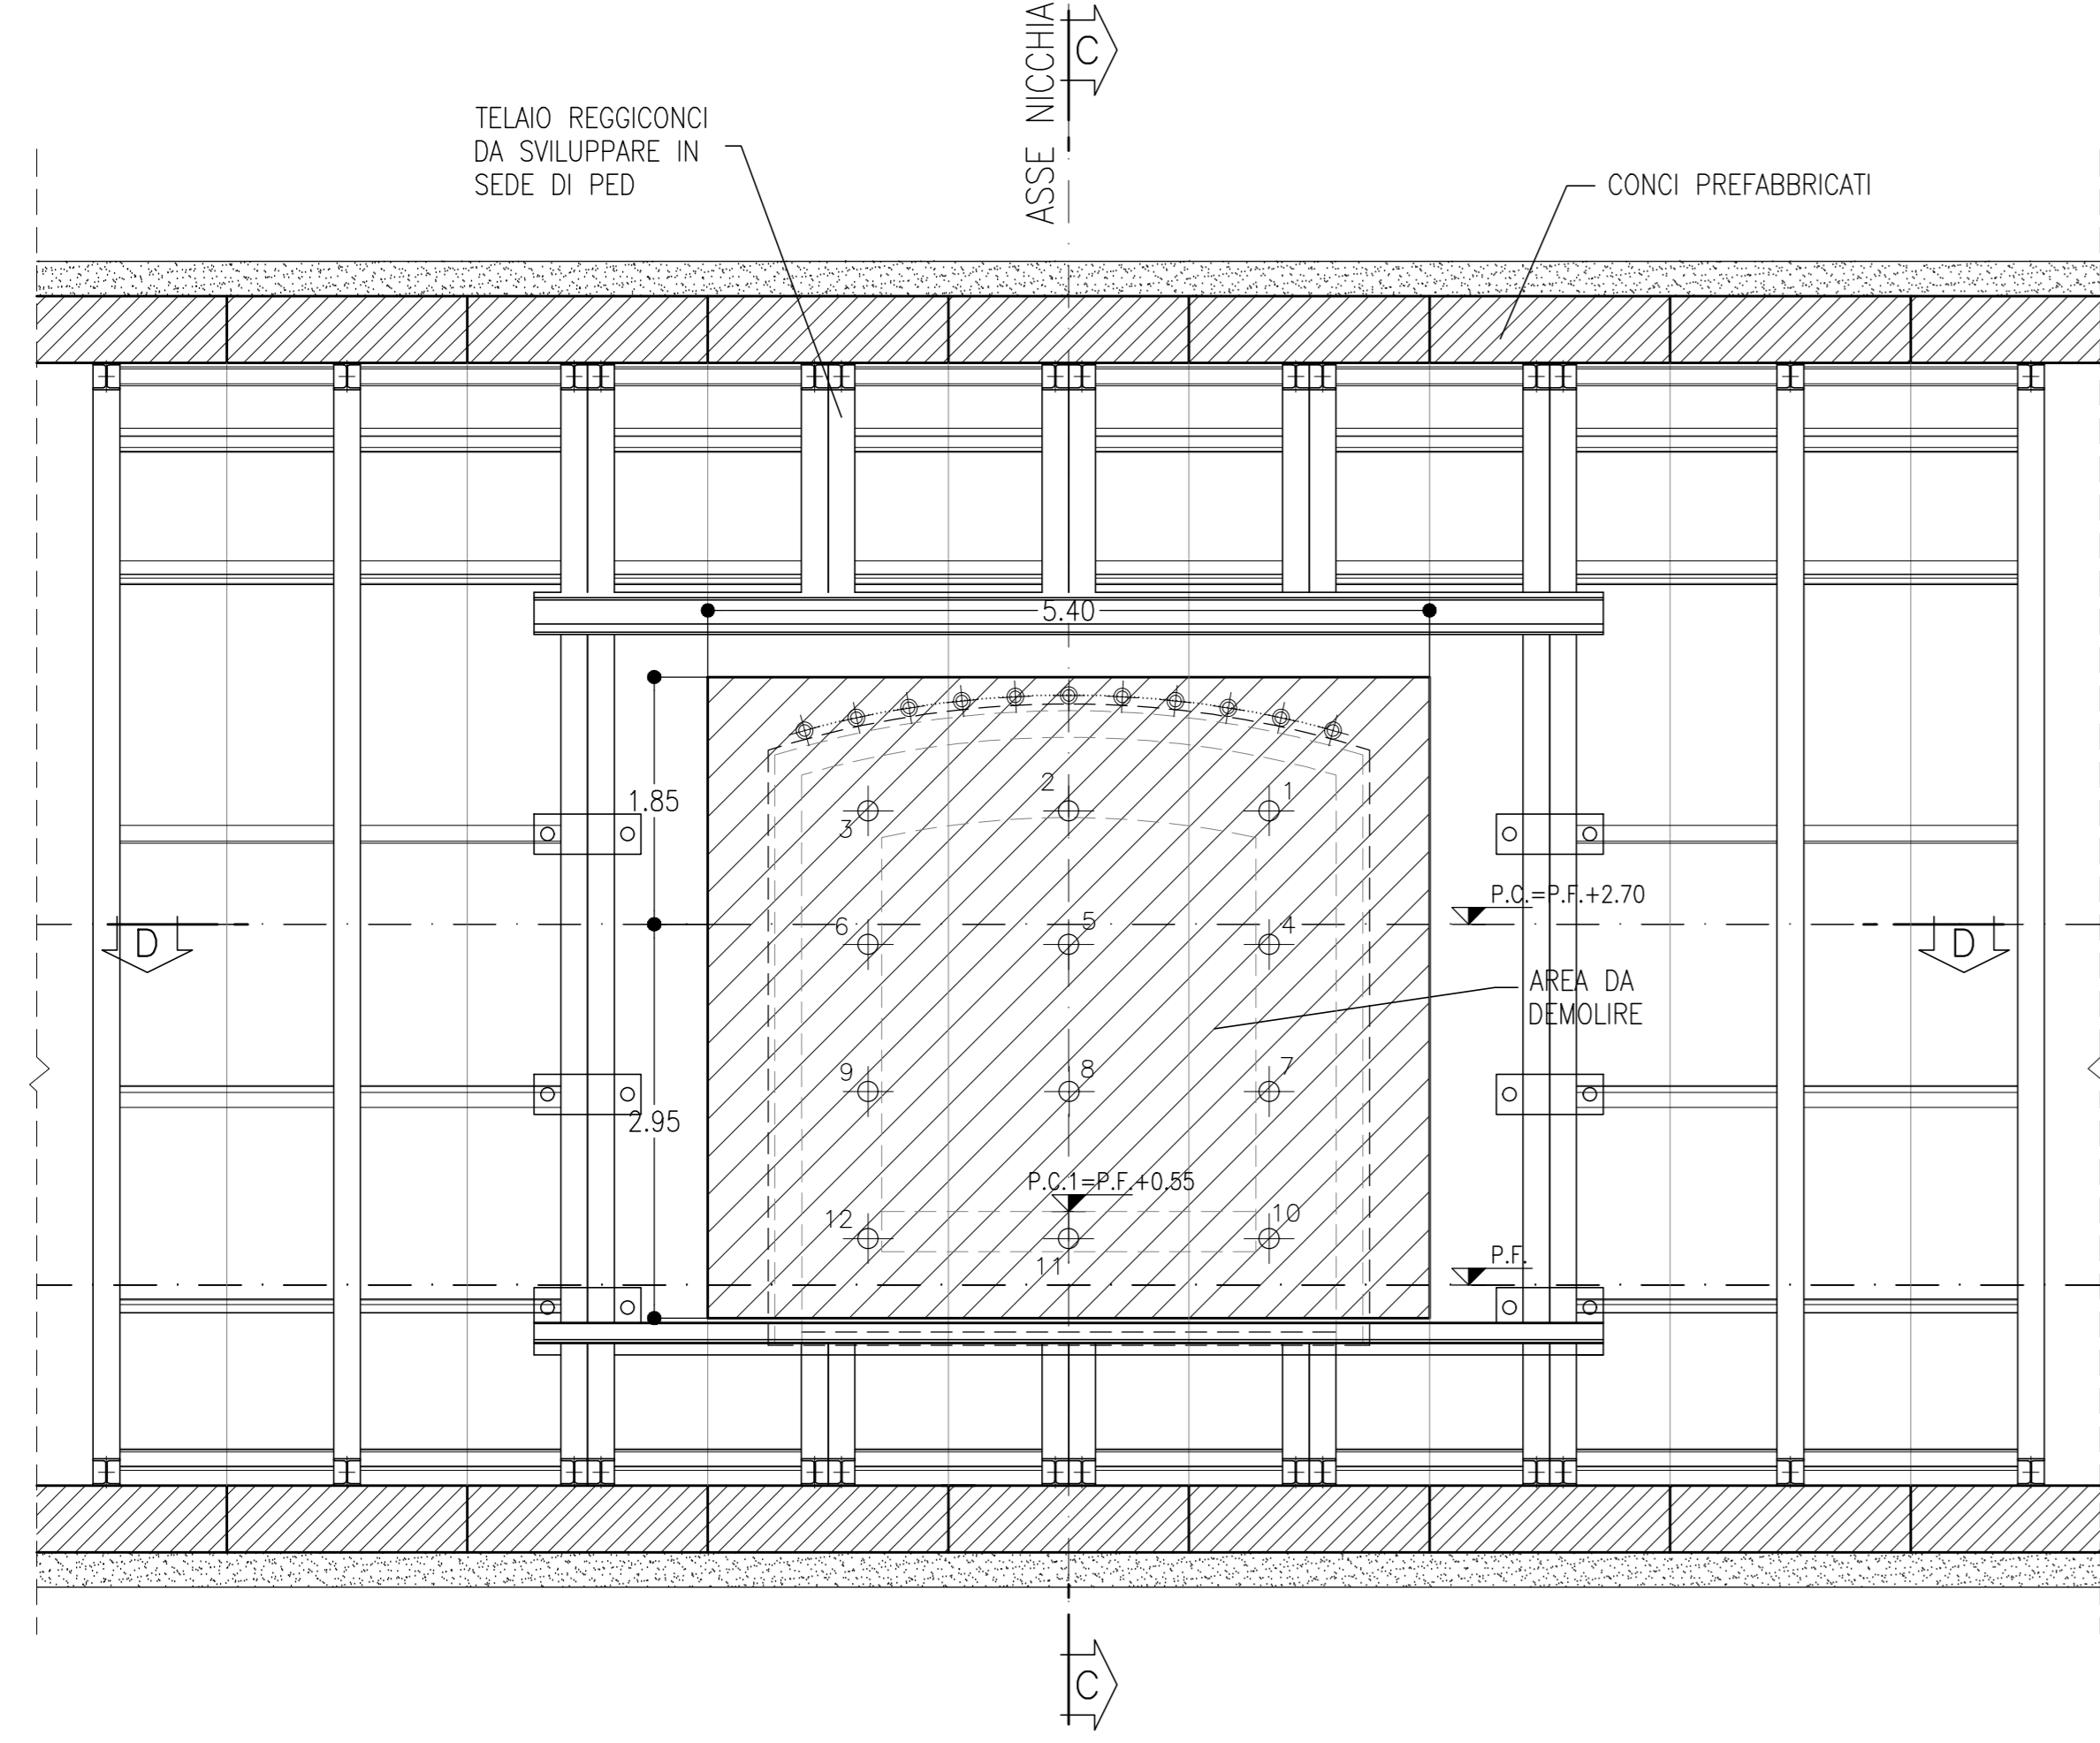 ASSE NICCHIA
C
TELAIO REGGICONCI
DA SVILUPPARE IN
SEDE DI PED
CONCI PREFABBRICATI
5.40
1.85
2
1
3
P.C.=P.F.+2.70
6
5
4
D
D
AREA DA
DEMOLIRE
9
8
7
2.95
P.C.1=P.F.+0.55
12
10
11
P.F.
C